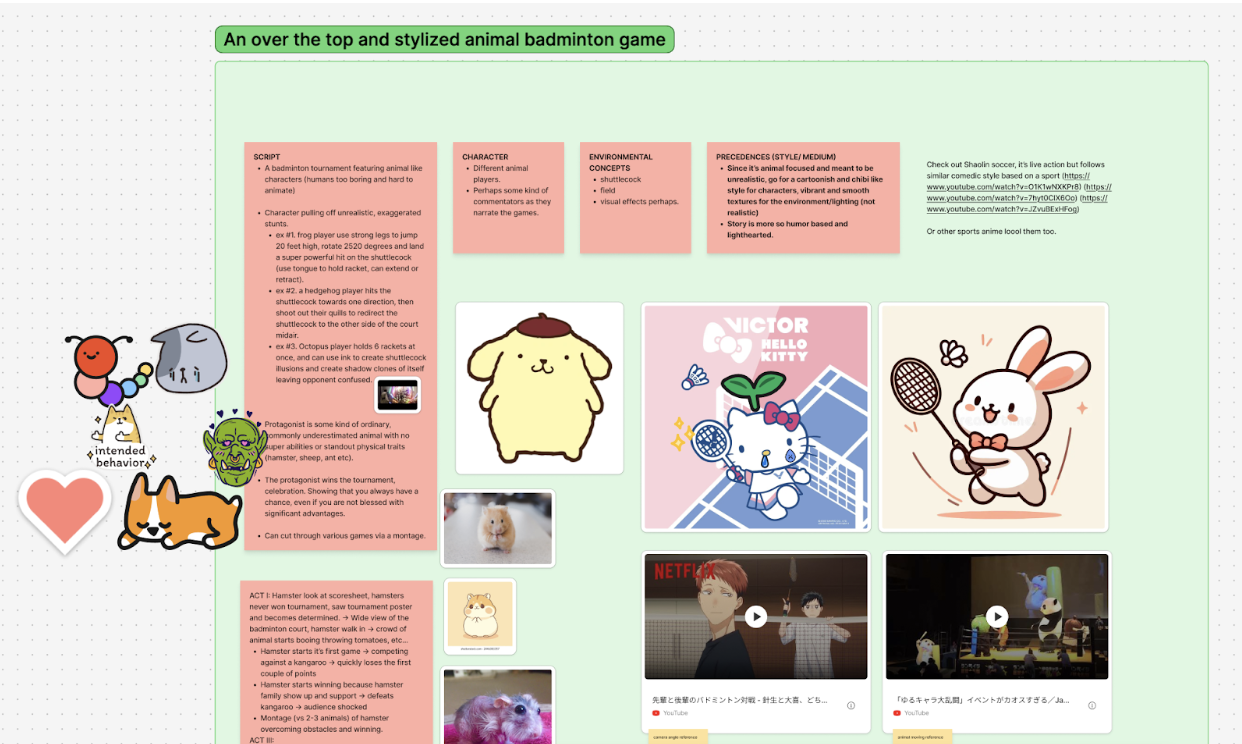 An over the top and stylized animal badminton game
SCRIPT
• A badminton tournament featuring animal like
characters (humans too boring and hard to
animate)
• Character pulling off unrealistic, exaggerated
stunts.
• ex #1. frog player use strong legs to jump
20 feet high, rotate 2520 degrees and land
a super powerful hit on the shuttlecock
(use tongue to hold racket, can extend or
retract).
• ex #2. a hedgehog player hits the
shuttlecock towards one direction, then
shoot out their quills to redirect the
shuttlecock to the other side of the court
midair.
• ex #3. Octopus player holds 6 rackets at
once, and can use ink to create shuttlecock
illusions and create shadow clones of itself
leaving opponent confused.
Protagonist is some kind of ordinary,
commonly underestimated animal with no
super abilities or standout physical traits
(hamster, sheep, ant etc).
• The protagonist wins the tournament,
celebration. Showing that you always have a
chance, even if you are not blessed with
significant advantages.
• Can cut through various games via a montage.
CHARACTER
• Different animal
players.
• Perhaps some kind of
commentators as they
narrate the games.
ENVIRONMENTAL
CONCEPTS
• shuttlecock
• field
• visual effects perhaps.
PRECEDENCES (STYLE/ MEDIUM)
• Since it's animal focused and meant to be
unrealistic, go for a cartoonish and chibi like
style for characters, vibrant and smooth
textures for the environment/lighting (not
realistic)
• Story is more so humor based and
lighthearted.
Check out Shaolin soccer, it's live action but follows
similar comedic style based on a sport (https://
www.youtube.com/watch?v=O1K1wNXKPr8) (https://
www.youtube.com/watch?v=7hyt0CIX6Oo) (https://
www.youtube.com/watch?v=JZvuBExHFog)
Or other sports anime loool them too.
intended
behavior
VICTOR
HELLO
KITTY
ACT I: Hamster look at scoresheet, hamsters
never won tournament, saw tournament poster
and becomes determined. → Wide view of the
badminton court, hamster walk in → crowd of
animal starts booing throwing tomatoes, etc...
• Hamster starts it's first game → competing
against a kangaroo → quickly loses the first
couple of points
• Hamster starts winning because hamster
family show up and support → defeats
kangaroo → audience shocked
• Montage (vs 2-3 animals) of hamster
overcoming obstacles and winning.
ACT III:
NETFLIX
先輩と後輩のバドミントン対戦 - 針生と大喜、どち...
YouTube
camera angle reference
「ゆるキャラ大乱闘」イベントがカオスすぎる／Ja...
YouTube
animal booing reference